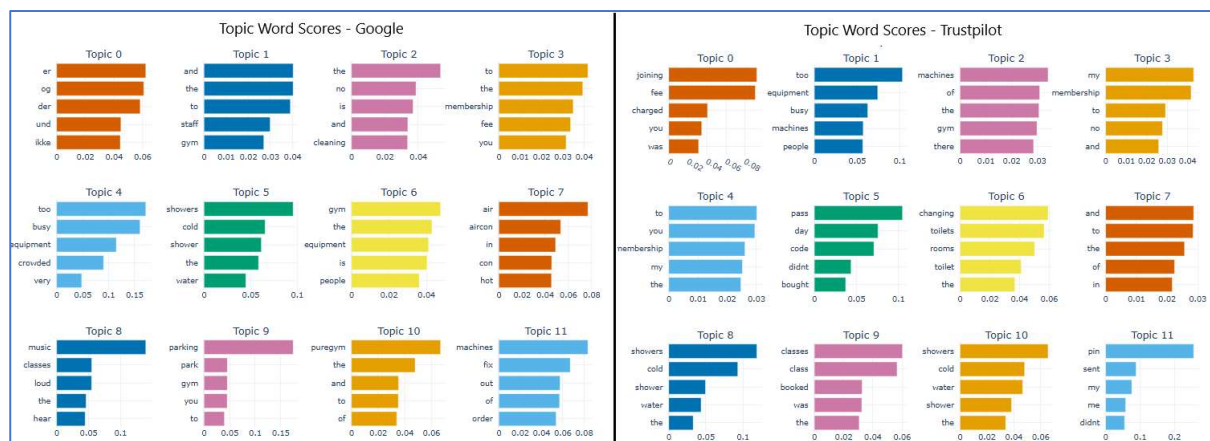 Topic Word Scores - Google
Topic 0
er
og
der
und
ikke
0 0.02 0.04 0.06
Topic 1
and
the
to
staff
gym
0 0.01 0.02 0.03 0.04
Topic 2
the
no
is
and
cleaning
0 0.02 0.04
Topic 3
to
the
membership
fee
you
0 0.01 0.02 0.03 0.04
Topic 4
too
busy
equipment
crowded
very
0 0.05 0.1 0.15
Topic 5
showers
cold
shower
the
water
0 0.05 0.1
Topic 6
gym
the
equipment
is
people
0 0.02 0.04
Topic 7
air
aircon
in
con
hot
0 0.02 0.04 0.06 0.08
Topic 8
music
classes
loud
the
hear
0 0.05 0.1
Topic 9
parking
park
gym
you
to
0 0.05 0.1 0.15
Topic 10
puregym
the
and
to
of
0 0.02 0.04 0.06
Topic 11
machines
fix
out
of
order
0 0.02 0.04 0.06 0.08
Topic Word Scores - Trustpilot
Topic 0
joining
fee
charged
you
was
0 0.02 0.04 0.06 0.08
Topic 1
too
equipment
busy
machines
people
0 0.05 0.1
Topic 2
machines
of
the
gym
there
0 0.01 0.02 0.03
Topic 3
my
membership
to
no
and
0 0.01 0.02 0.03 0.04
Topic 4
to
you
membership
my
the
0 0.01 0.02 0.03
Topic 5
pass
day
code
didnt
bought
0 0.05 0.1
Topic 6
changing
toilets
rooms
toilet
the
0 0.02 0.04 0.06
Topic 7
and
to
the
of
in
0 0.01 0.02 0.03
Topic 8
showers
cold
shower
water
the
0 0.05 0.1
Topic 9
classes
class
booked
was
the
0 0.02 0.04 0.06
Topic 10
showers
cold
water
shower
the
0 0.02 0.04 0.06
Topic 11
pin
sent
my
me
didnt
0 0.1 0.2